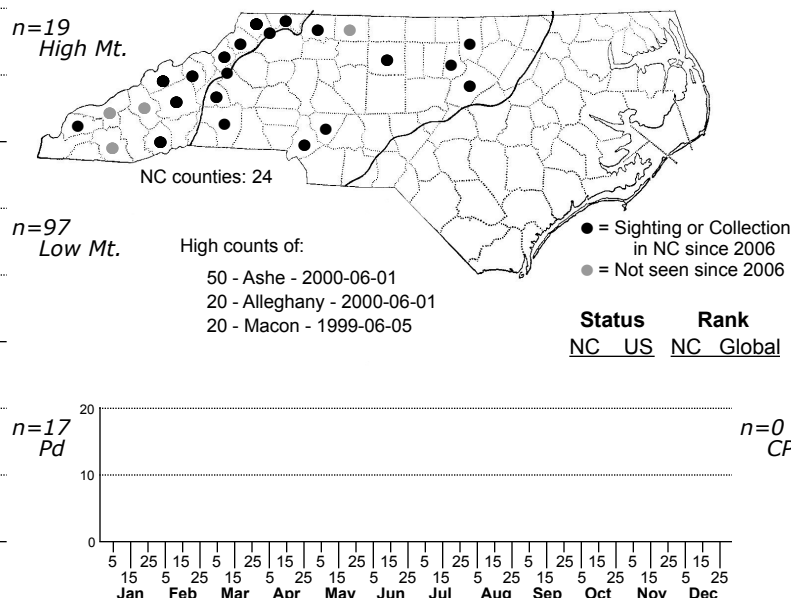 n=19
High Mt.
NC counties: 24
n=97
Low Mt.
High counts of:
50 - Ashe - 2000-06-01
20 - Alleghany - 2000-06-01
20 - Macon - 1999-06-05
● = Sighting or Collection
in NC since 2006
● = Not seen since 2006
Status Rank
NC US NC Global
n=17
Pd
n=0
CP
20
10
0
5 25 15 5 25 15 5 25 15 5 25 15 5 25 15 5 25 15
15 5 25 15 5 25 15 5 25 15 5 25 15 5 25 15 5 25
Jan Feb Mar Apr May Jun Jul Aug Sep Oct Nov Dec